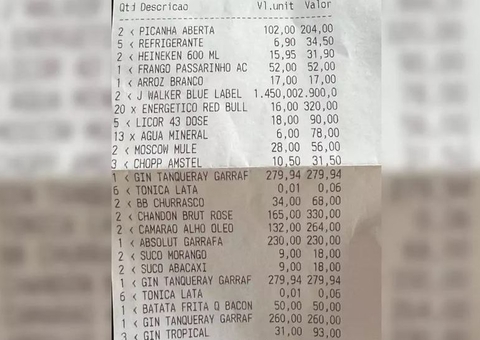 Qtd Descricao Vl.unit Valor
2 x PICANHA ABERTA 102,00 204,00
5 x REFRIGERANTE 6,90 34,50
2 x HEINEKEN 600 ML 15,95 31,90
1 x FRANGO PASSARINHO AC 52,00 52,00
1 x ARROZ BRANCO 17,00 17,00
2 x J WALKER BLUE LABEL 1.450,002.900,0
20 x ENERGETICO RED BULL 16,00 320,00
5 x LICOR 43 DOSE 18,00 90,00
13 x AGUA MINERAL 6,00 78,00
2 x MOSCOW MULE 28,00 56,00
3 x CHOPP AMSTEL 10,50 31,50
1 x GIN TANQUERAY GARRAF 279,94 279,94
6 x TONICA LATA 0,01 0,06
2 x BB CHURRASCO 34,00 68,00
2 x CHANDON BRUT ROSE 165,00 330,00
2 x CAMARAO ALHO OLEO 132,00 264,00
1 x ABSOLUT GARRAFA 230,00 230,00
2 x SUCO MORANGO 9,00 18,00
2 x SUCO ABACAXI 9,00 18,00
1 x GIN TANQUERAY GARRAF 279,94 279,94
6 x TONICA LATA 0,01 0,06
1 x BATATA FRITA Q BACON 50,00 50,00
1 x GIN TANQUERAY GARRAF 260,00 260,00
3 x GIN TROPICAL 31,00 93,00